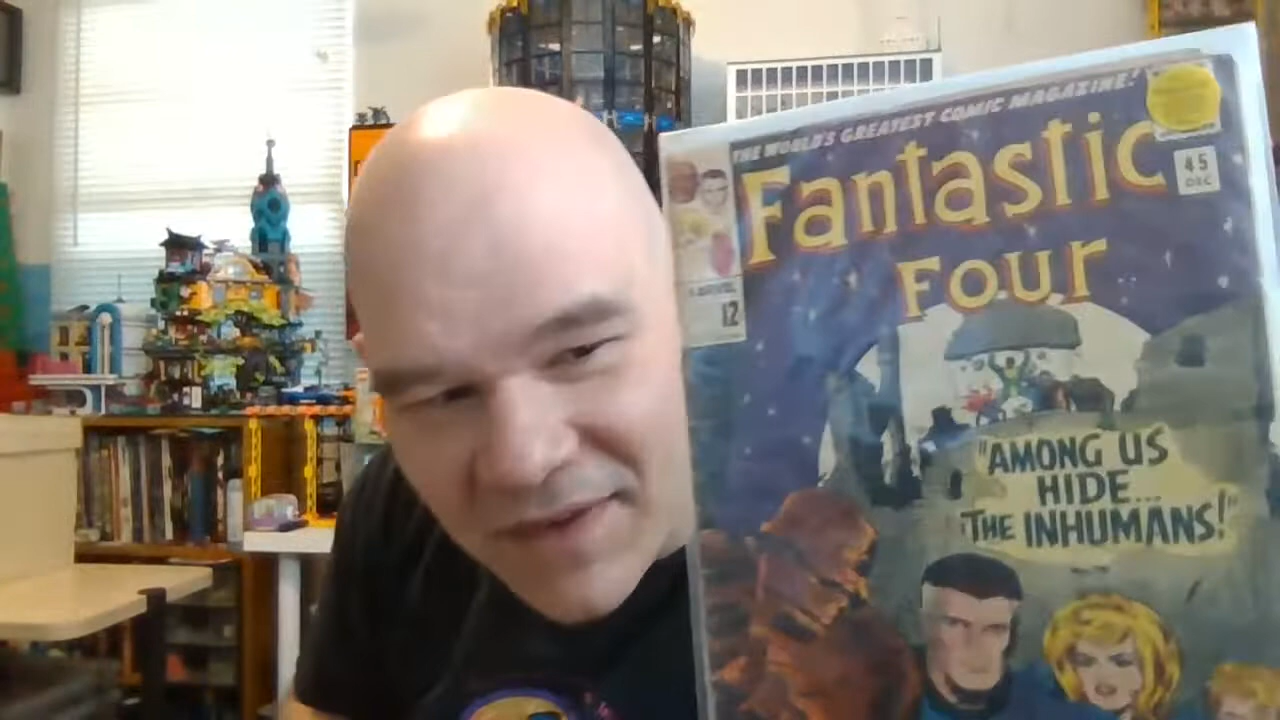 THE WORLD'S GREATEST COMIC MAGAZINE!
Fantastic
Four
45
DEC
12
"AMONG US
HIDE...
THE INHUMANS!"